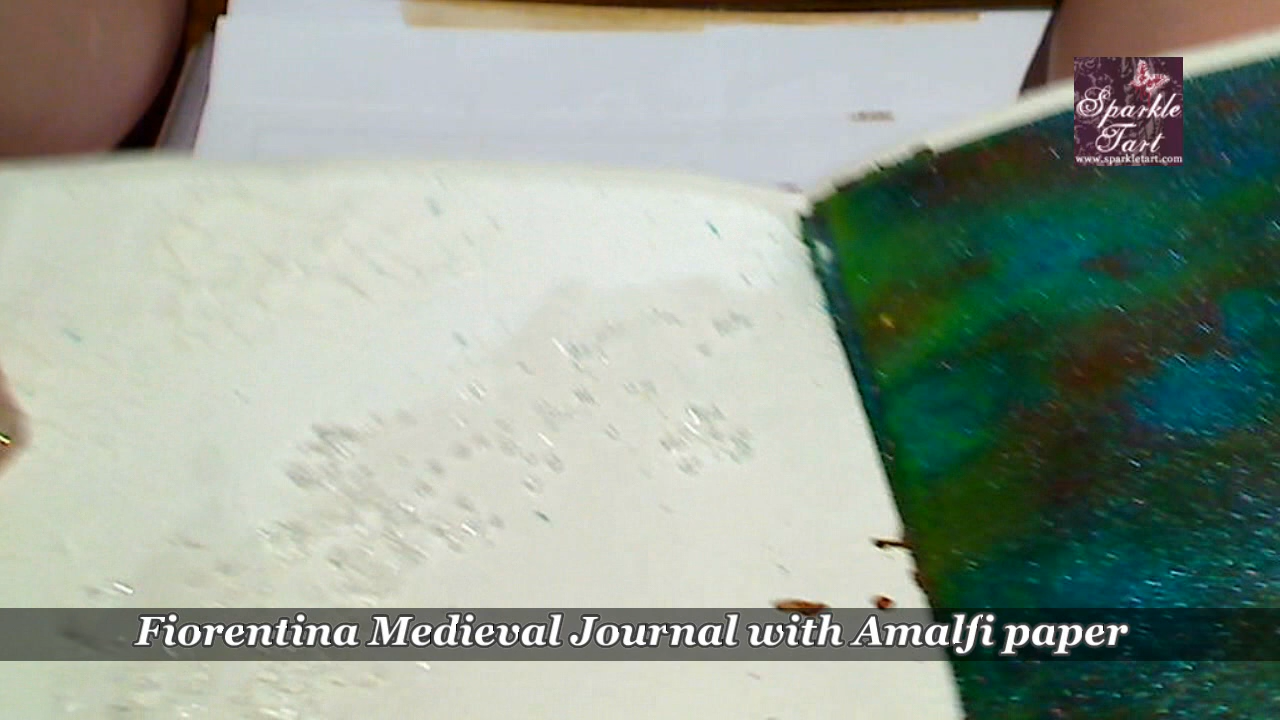 Sparkle
Tart
www.sparkletart.com
Fiorentina Medieval Journal with Amalfi paper